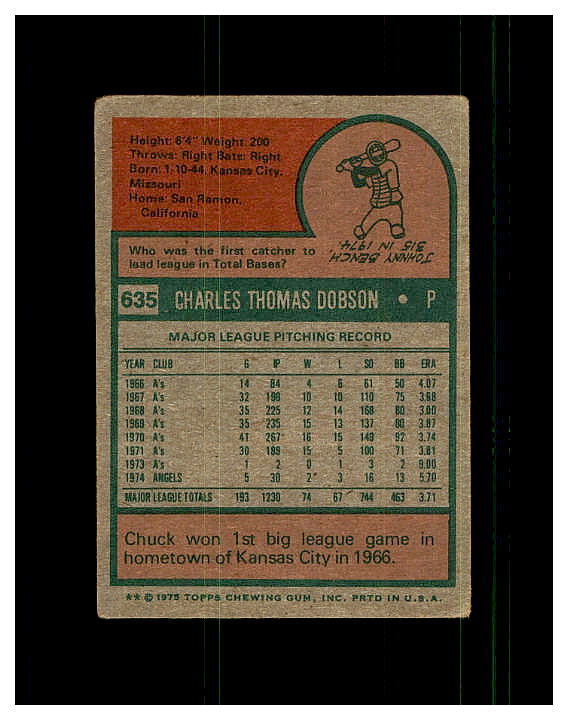 Height: 6'4" Weight: 200
Throws: Right Bats: Right
Born: 1-10-44, Kansas City,
Missouri
Home: San Ramon,
California
JOHNNY BENCH,
315 IN 1974.
Who was the first catcher to
lead league in Total Bases?
635 CHARLES THOMAS DOBSON • P
MAJOR LEAGUE PITCHING RECORD
YEAR CLUB G IP W L SO BB ERA
1966 A's 14 84 4 6 61 50 4.07
1967 A's 32 198 10 10 110 75 3.68
1968 A's 35 225 12 14 168 80 3.00
1969 A's 35 235 15 13 137 80 3.87
1970 A's 41 267 16 15 149 92 3.74
1971 A's 30 189 15 5 100 71 3.81
1973 A's 1 2 0 1 3 2 9.00
1974 ANGELS 5 30 2 3 16 13 5.70
MAJOR LEAGUE TOTALS 193 1230 74 67 744 463 3.71
Chuck won 1st big league game in
hometown of Kansas City in 1966.
** © 1975 TOPPS CHEWING GUM, INC. PRTD IN U.S.A.